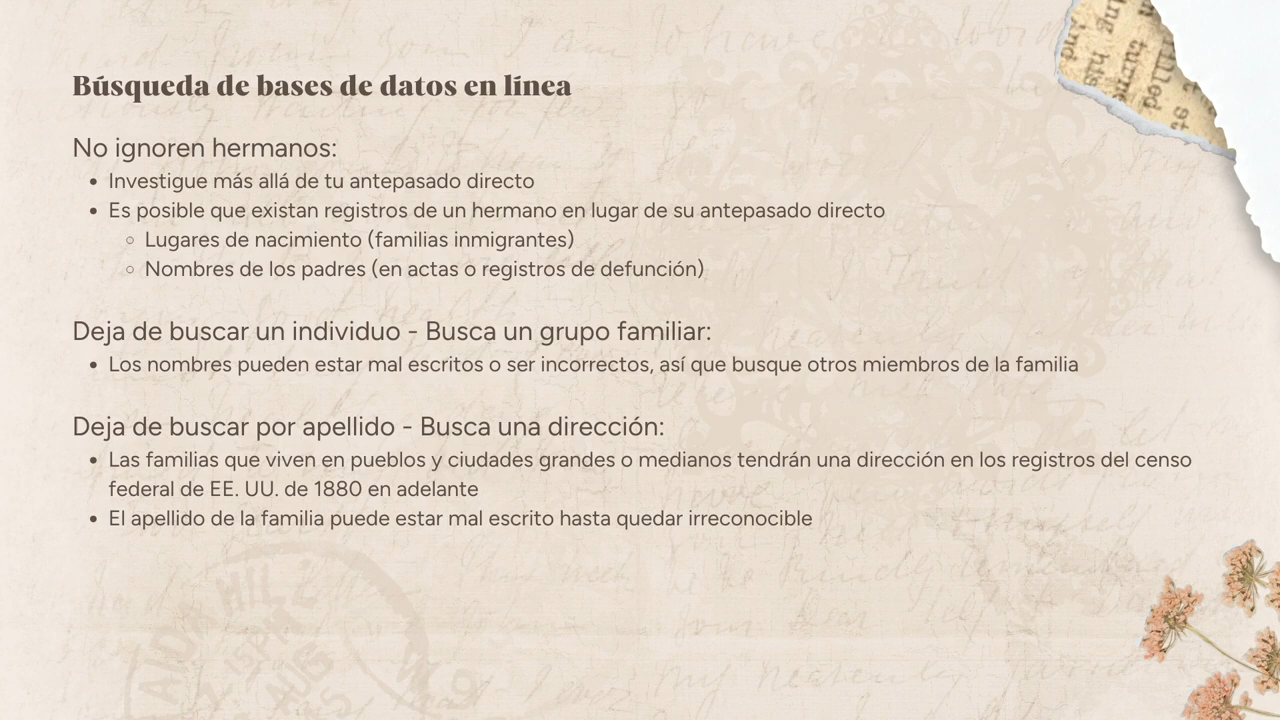 Búsqueda de bases de datos en línea
No ignoren hermanos:
• Investigue más allá de tu antepasado directo
• Es posible que existan registros de un hermano en lugar de su antepasado directo
○ Lugares de nacimiento (familias inmigrantes)
○ Nombres de los padres (en actas o registros de defunción)
Deja de buscar un individuo - Busca un grupo familiar:
• Los nombres pueden estar mal escritos o ser incorrectos, así que busque otros miembros de la familia
Deja de buscar por apellido - Busca una dirección:
• Las familias que viven en pueblos y ciudades grandes o medianos tendrán una dirección en los registros del censo
federal de EE. UU. de 1880 en adelante
• El apellido de la familia puede estar mal escrito hasta quedar irreconocible